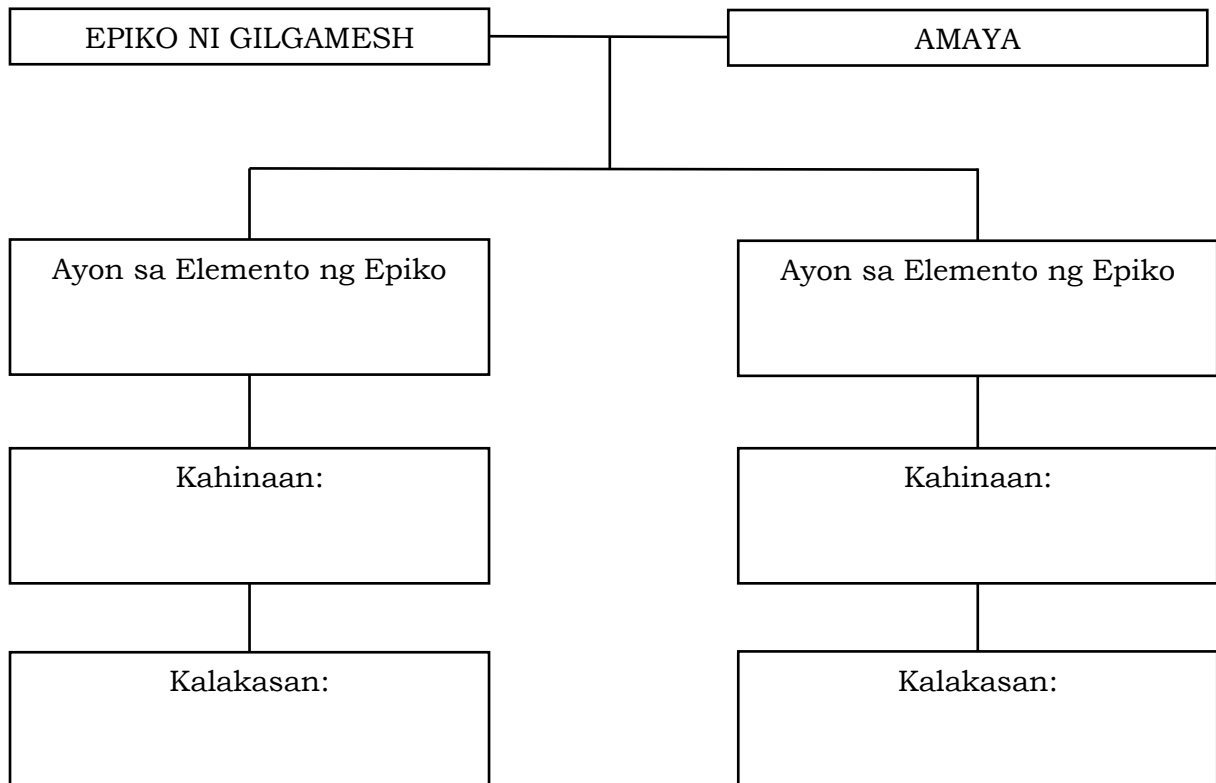 EPIKO NI GILGAMESH
AMAYA
Ayon sa Elemento ng Epiko
Ayon sa Elemento ng Epiko
Kahinaan:
Kahinaan:
Kalakasan:
Kalakasan: